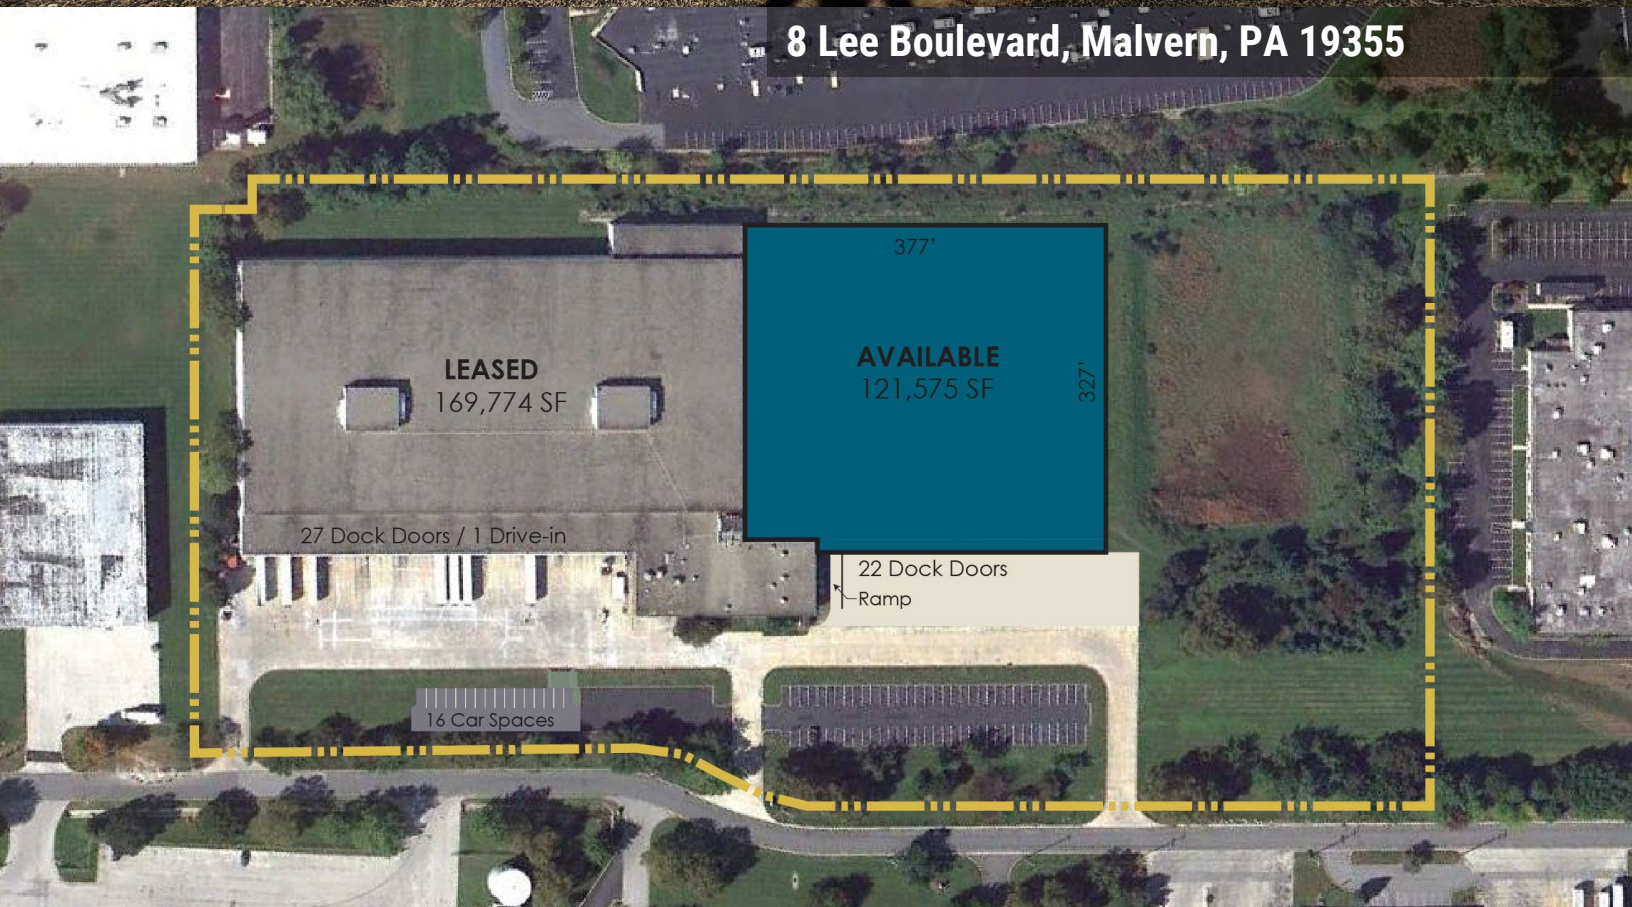 8 Lee Boulevard, Malvern, PA 19355
377’
LEASED
169,774 SF
AVAILABLE
121,575 SF
327’
27 Dock Doors / 1 Drive-in
22 Dock Doors
Ramp
16 Car Spaces